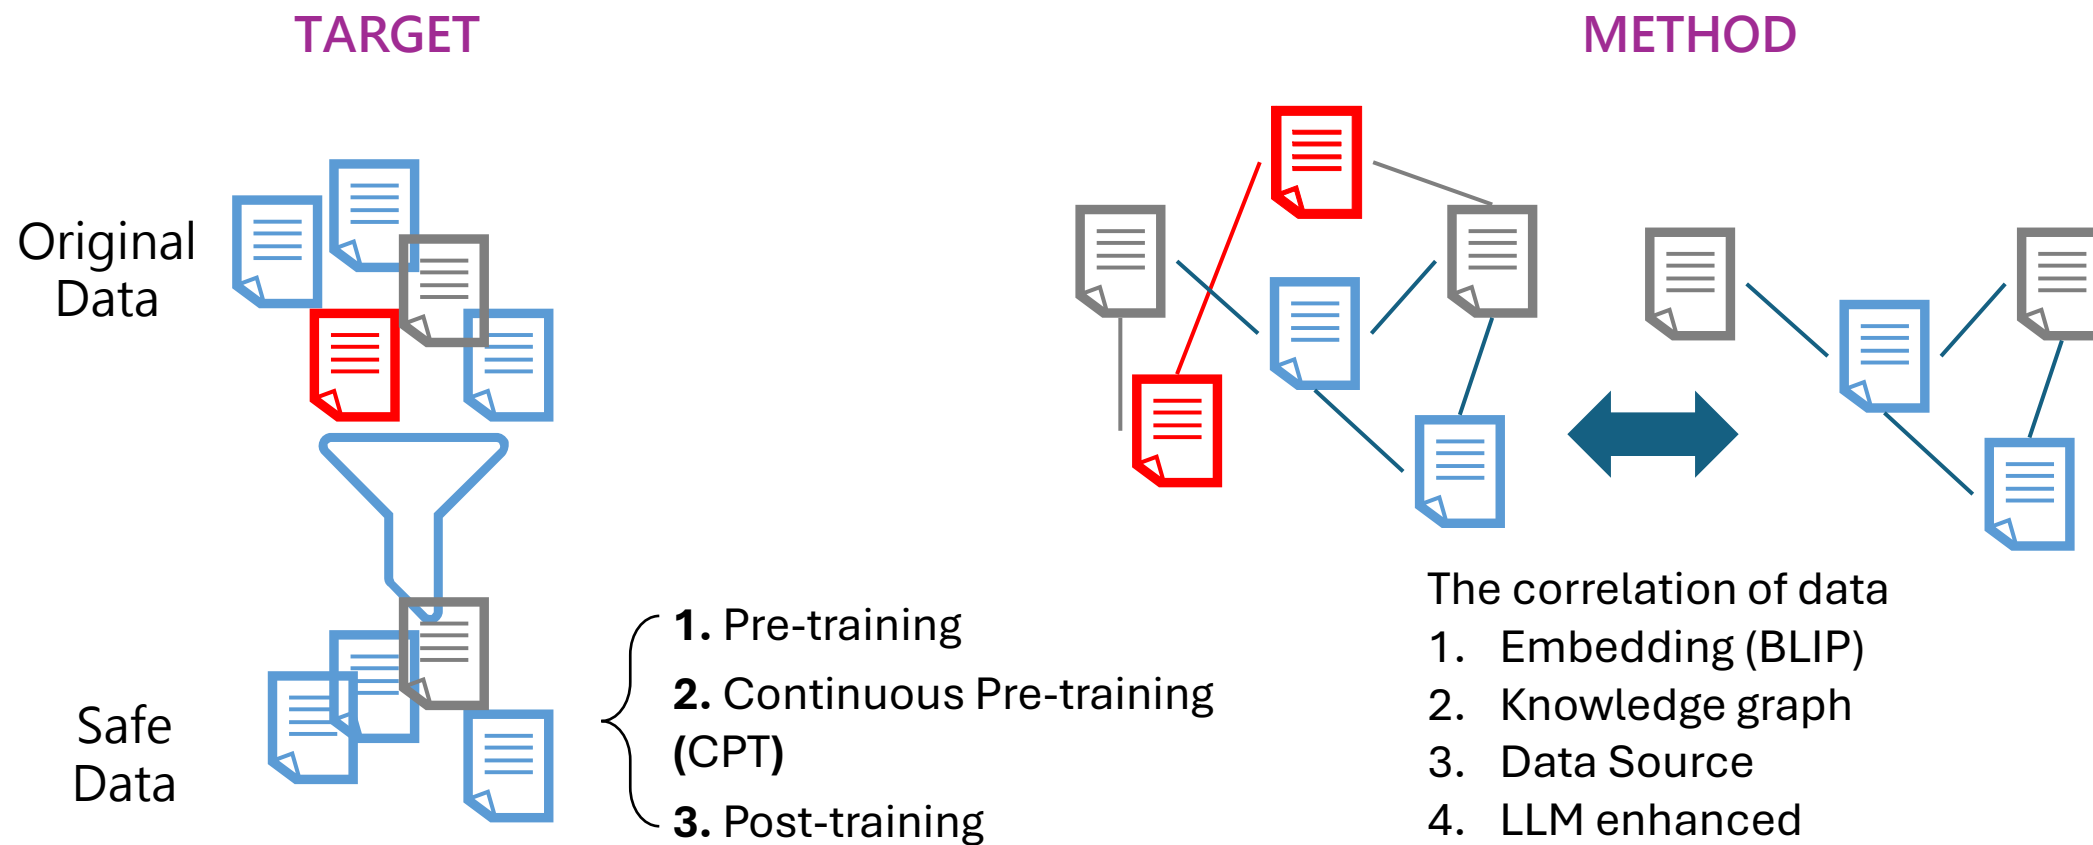 TARGET
Original
Data
Safe
Data
1. Pre-training
2. Continuous Pre-training
(CPT)
3. Post-training
METHOD
The correlation of data
1. Embedding (BLIP)
2. Knowledge graph
3. Data Source
4. LLM enhanced